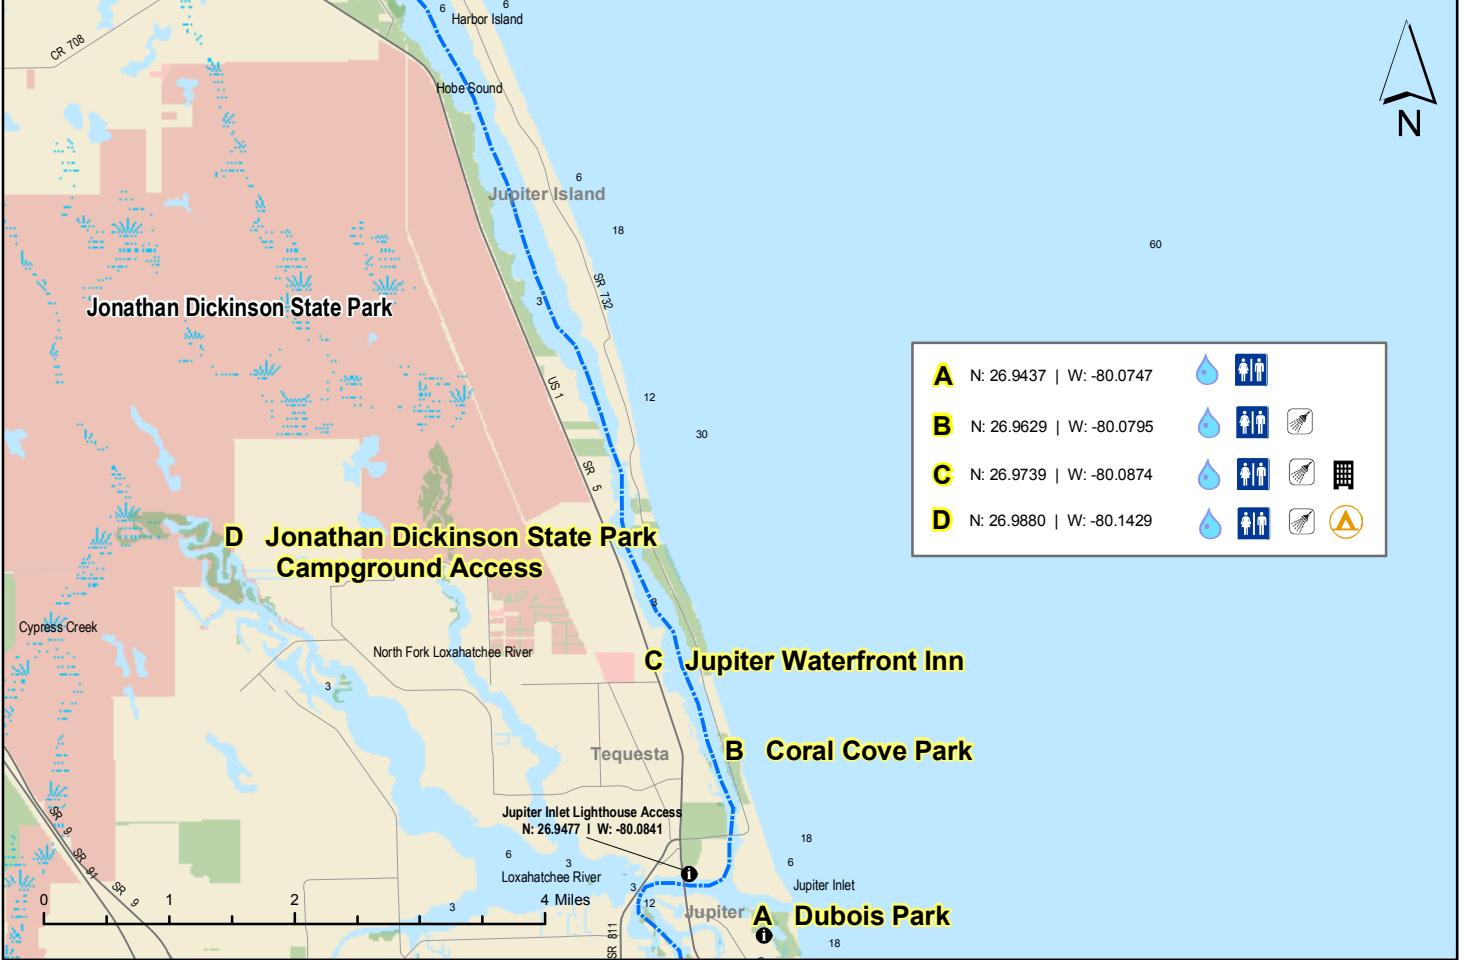 6
6
Harbor Island
CR 708
N
Hobe Sound
6
Jupiter Island
18
60
SR 732
3
Jonathan Dickinson State Park
US 1
12
30
A N: 26.9437 | W: -80.0747
B N: 26.9629 | W: -80.0795
C N: 26.9739 | W: -80.0874
D N: 26.9880 | W: -80.1429
SR 5
D Jonathan Dickinson State Park
Campground Access
3
Cypress Creek
North Fork Loxahatchee River
C Jupiter Waterfront Inn
3
Tequesta
B Coral Cove Park
Jupiter Inlet Lighthouse Access
N: 26.9477 I W: -80.0841
SR 9
18
6
3
6
SR 91
Loxahatchee River
i
Jupiter Inlet
SR 9
3
0
1
2
4 Miles
3
12
Jupiter
A Dubois Park
i
SR 811
18